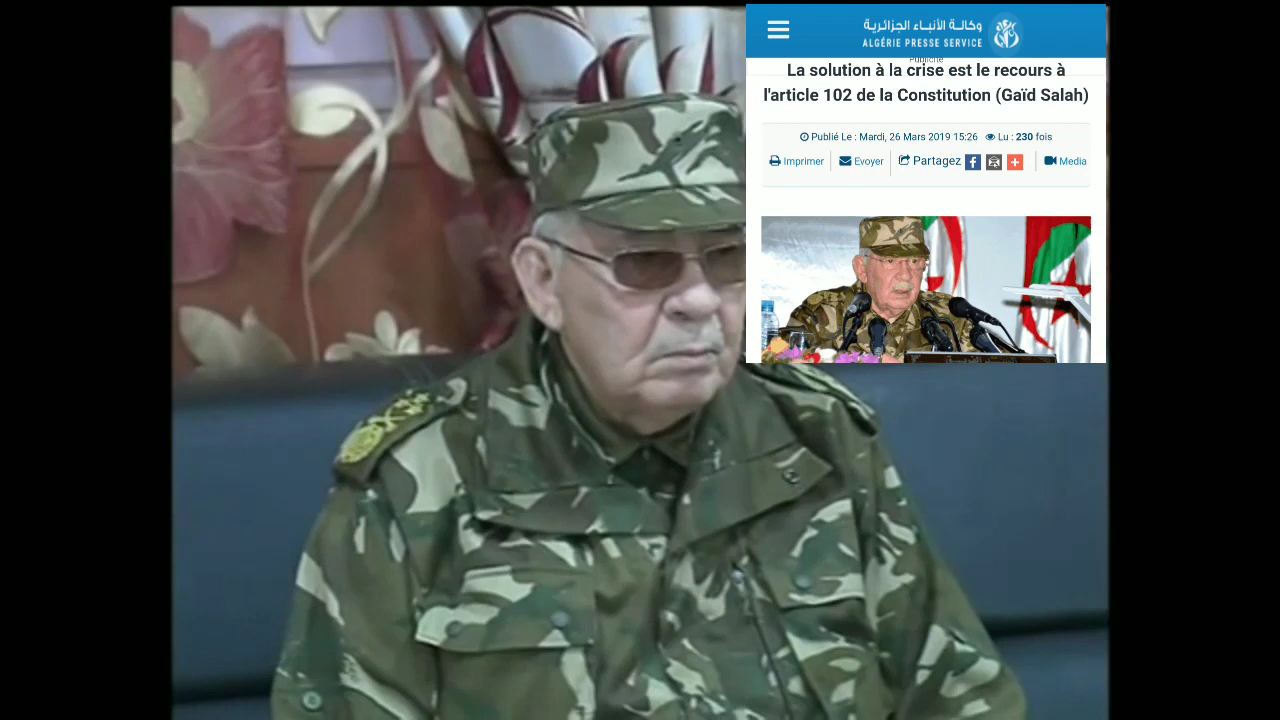 وكالة الأنباء الجزائرية
ALGÉRIE PRESSE SERVICE
Publicité
La solution à la crise est le recours à
l'article 102 de la Constitution (Gaïd Salah)
Publié Le : Mardi, 26 Mars 2019 15:26 Lu : 230 fois
Imprimer Evoyer Partagez Media